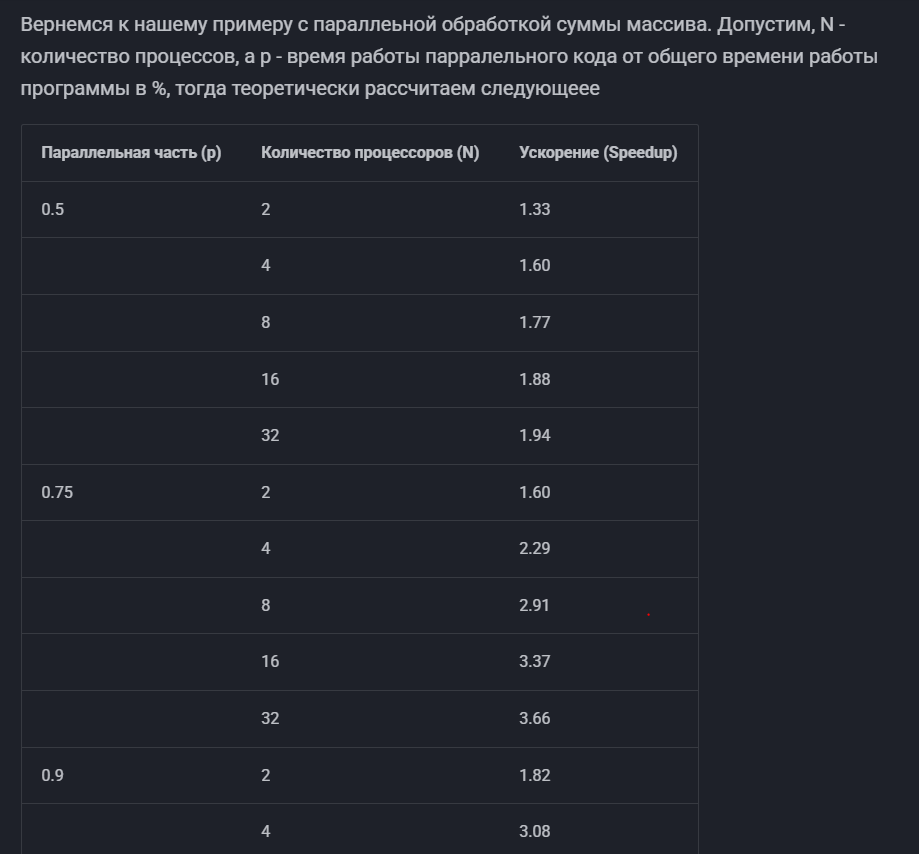 Вернемся к нашему примеру с параллеьной обработкой суммы массива. Допустим, N -
количество процессов, а p - время работы парралельного кода от общего времени работы
программы в %, тогда теоретически рассчитаем следующеее
Параллельная часть (p) Количество процессоров (N) Ускорение (Speedup)
0.5 2 1.33
4 1.60
8 1.77
16 1.88
32 1.94
0.75 2 1.60
4 2.29
8 2.91
16 3.37
32 3.66
0.9 2 1.82
4 3.08